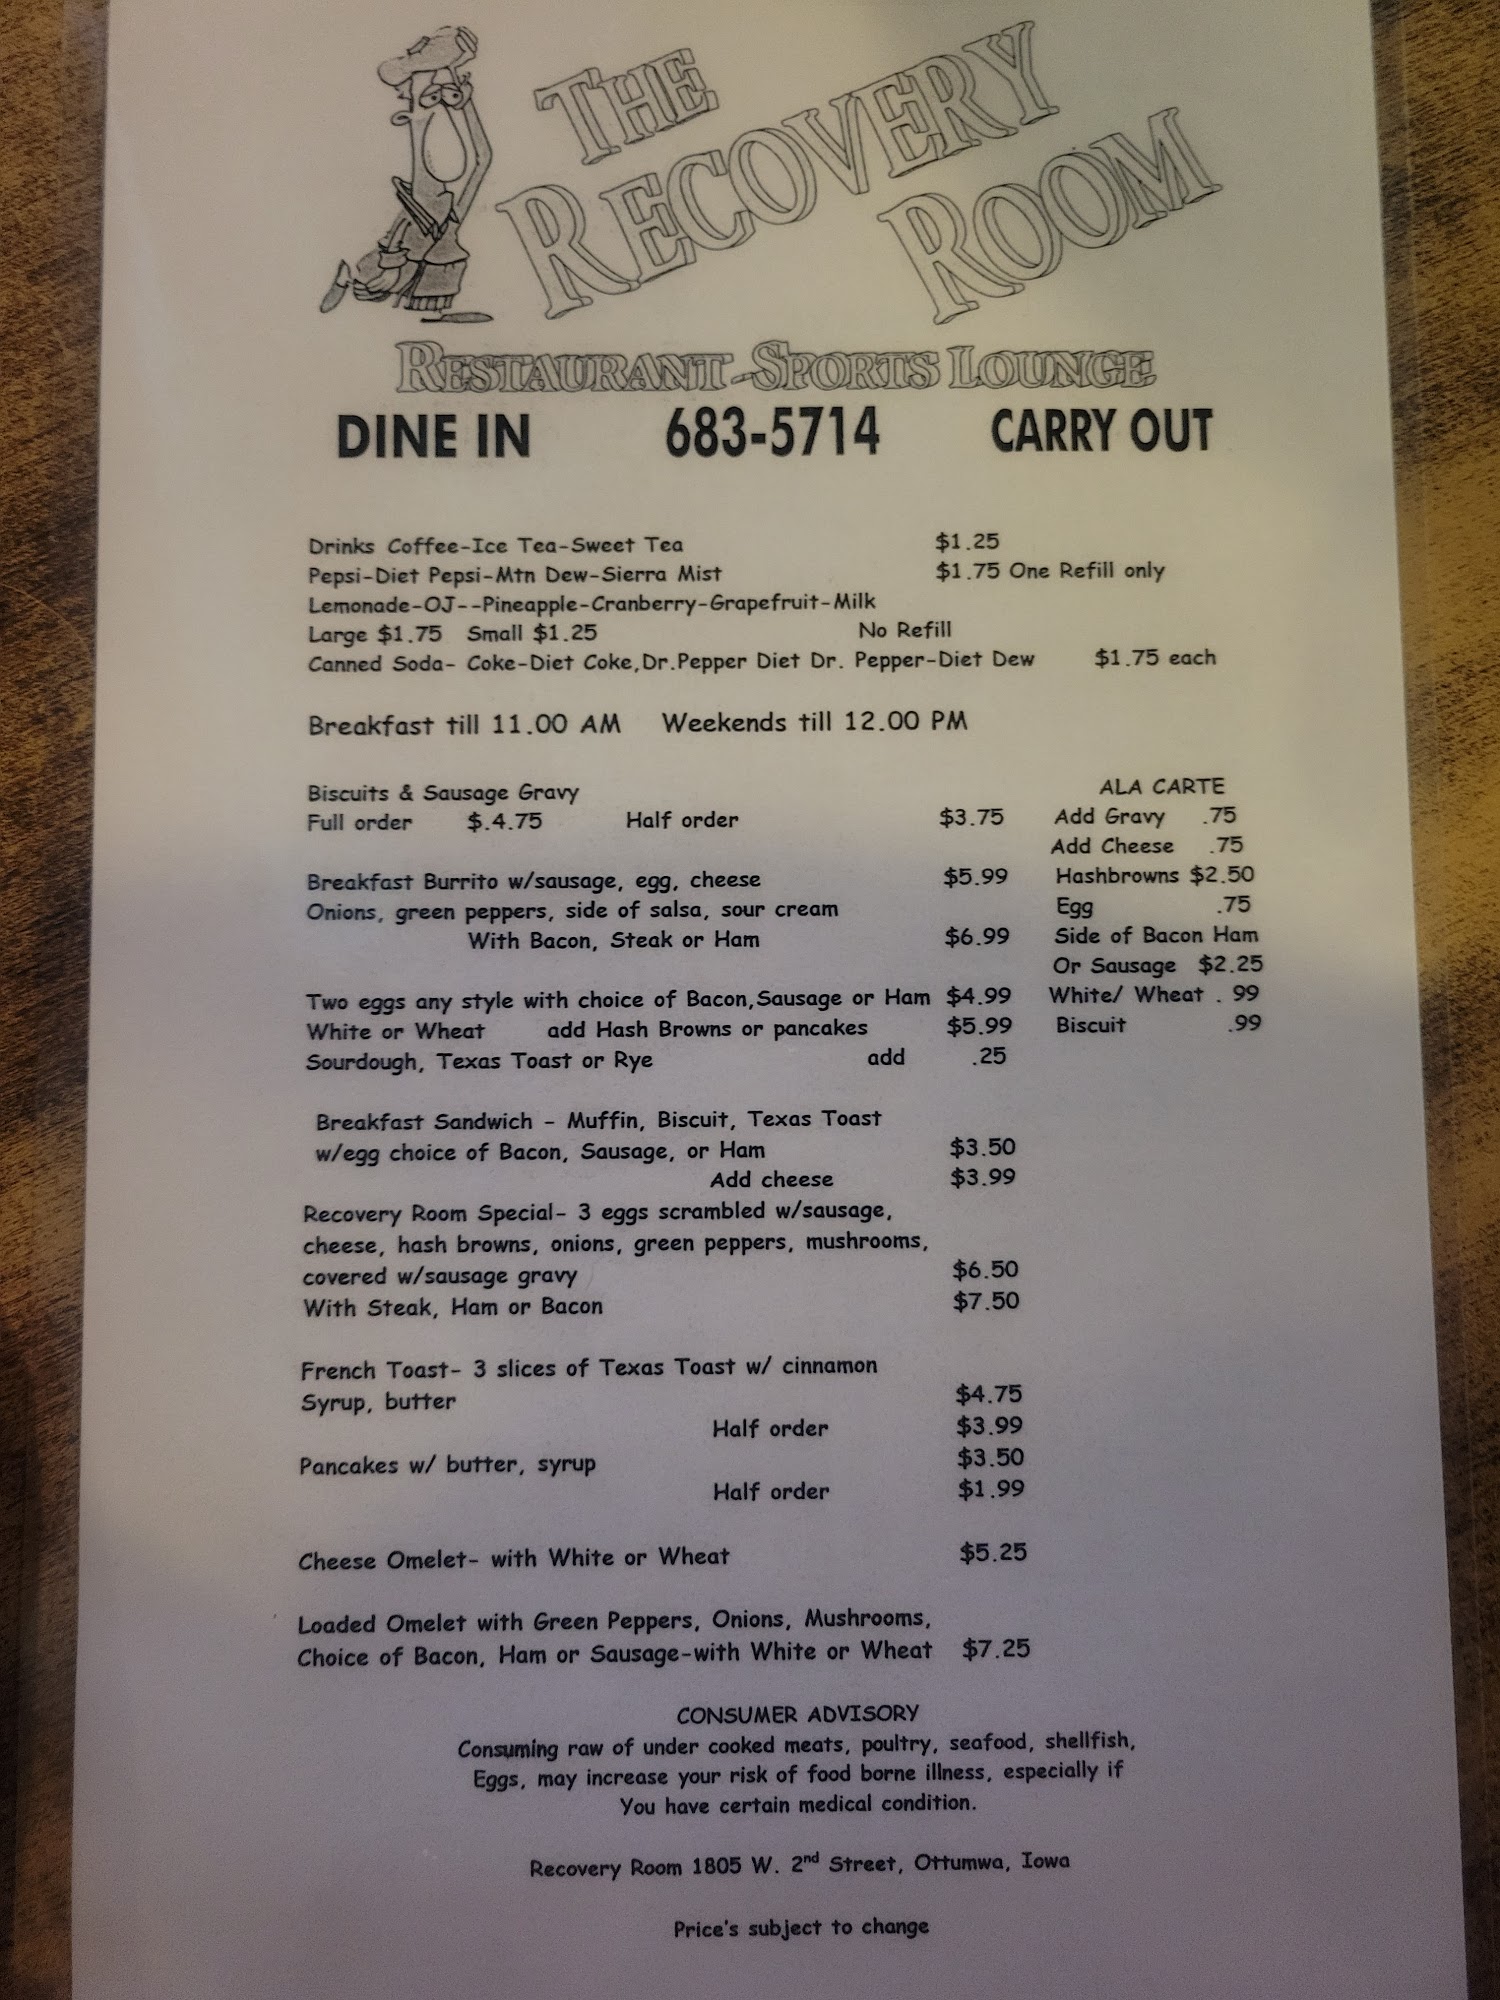 THE
RECOVERY
ROOM
RESTAURANT-SPORTS LOUNGE
DINE IN 683-5714 CARRY OUT
Drinks Coffee-Ice Tea-Sweet Tea $1.25
Pepsi-Diet Pepsi-Mtn Dew-Sierra Mist $1.75 One Refill only
Lemonade-OJ--Pineapple-Cranberry-Grapefruit-Milk
Large $1.75 Small $1.25 No Refill
Canned Soda- Coke-Diet Coke,Dr.Pepper Diet Dr. Pepper-Diet Dew $1.75 each
Breakfast till 11.00 AM Weekends till 12.00 PM
Biscuits & Sausage Gravy
Full order $.4.75 Half order $3.75
Breakfast Burrito w/sausage, egg, cheese $5.99
Onions, green peppers, side of salsa, sour cream
With Bacon, Steak or Ham $6.99
Two eggs any style with choice of Bacon,Sausage or Ham $4.99
White or Wheat add Hash Browns or pancakes $5.99
Sourdough, Texas Toast or Rye add .25
ALA CARTE
Add Gravy .75
Add Cheese .75
Hashbrowns $2.50
Egg .75
Side of Bacon Ham
Or Sausage $2.25
White/ Wheat . 99
Biscuit .99
Breakfast Sandwich - Muffin, Biscuit, Texas Toast
w/egg choice of Bacon, Sausage, or Ham $3.50
Add cheese $3.99
Recovery Room Special- 3 eggs scrambled w/sausage,
cheese, hash browns, onions, green peppers, mushrooms,
covered w/sausage gravy $6.50
With Steak, Ham or Bacon $7.50
French Toast- 3 slices of Texas Toast w/ cinnamon
Syrup, butter $4.75
Half order $3.99
Pancakes w/ butter, syrup $3.50
Half order $1.99
Cheese Omelet- with White or Wheat $5.25
Loaded Omelet with Green Peppers, Onions, Mushrooms,
Choice of Bacon, Ham or Sausage-with White or Wheat $7.25
CONSUMER ADVISORY
Consuming raw of under cooked meats, poultry, seafood, shellfish,
Eggs, may increase your risk of food borne illness, especially if
You have certain medical condition.
Recovery Room 1805 W. 2nd Street, Ottumwa, Iowa
Price's subject to change